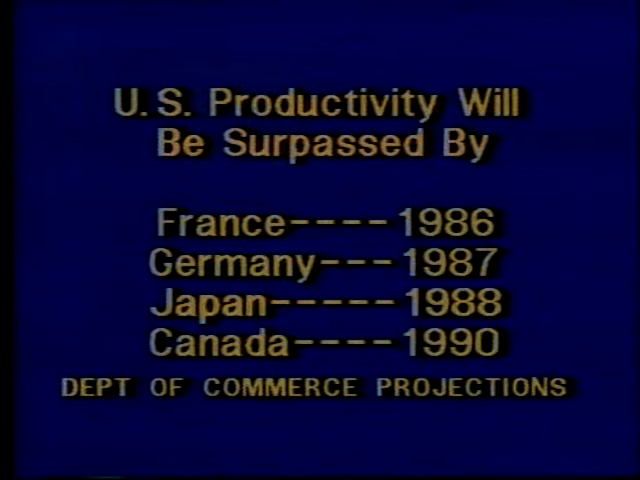 U.S. Productivity Will
Be Surpassed By
France----1986
Germany---1987
Japan-----1988
Canada----1990
DEPT OF COMMERCE PROJECTIONS